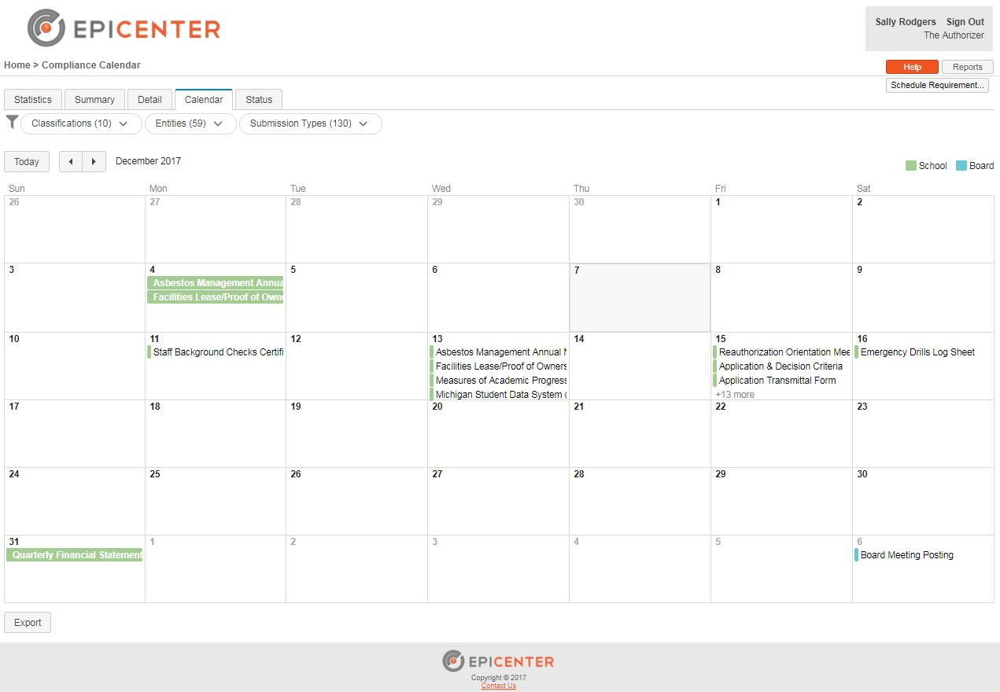 EPICENTER
Sally Rodgers Sign Out
The Authorizer
Home > Compliance Calendar
Help Reports
Schedule Requirement...
Statistics Summary Detail Calendar Status
Classifications (10) Entities (59) Submission Types (130)
Today December 2017
School Board
Sun Mon Tue Wed Thu Fri Sat
26 27 28 29 30 1 2
3 4 5 6 7 8 9
Asbestos Management Annua
Facilities Lease/Proof of Owne
10 11 12 13 14 15 16
Staff Background Checks Certifi Asbestos Management Annual N Reauthorization Orientation Mee Emergency Drills Log Sheet
Facilities Lease/Proof of Owners Application & Decision Criteria
Measures of Academic Progress Application Transmittal Form
Michigan Student Data System ( +13 more
17 18 19 20 21 22 23
24 25 26 27 28 29 30
31 1 2 3 4 5 6
Quarterly Financial Statement Board Meeting Posting
Export
EPICENTER
Copyright © 2017
Contact Us